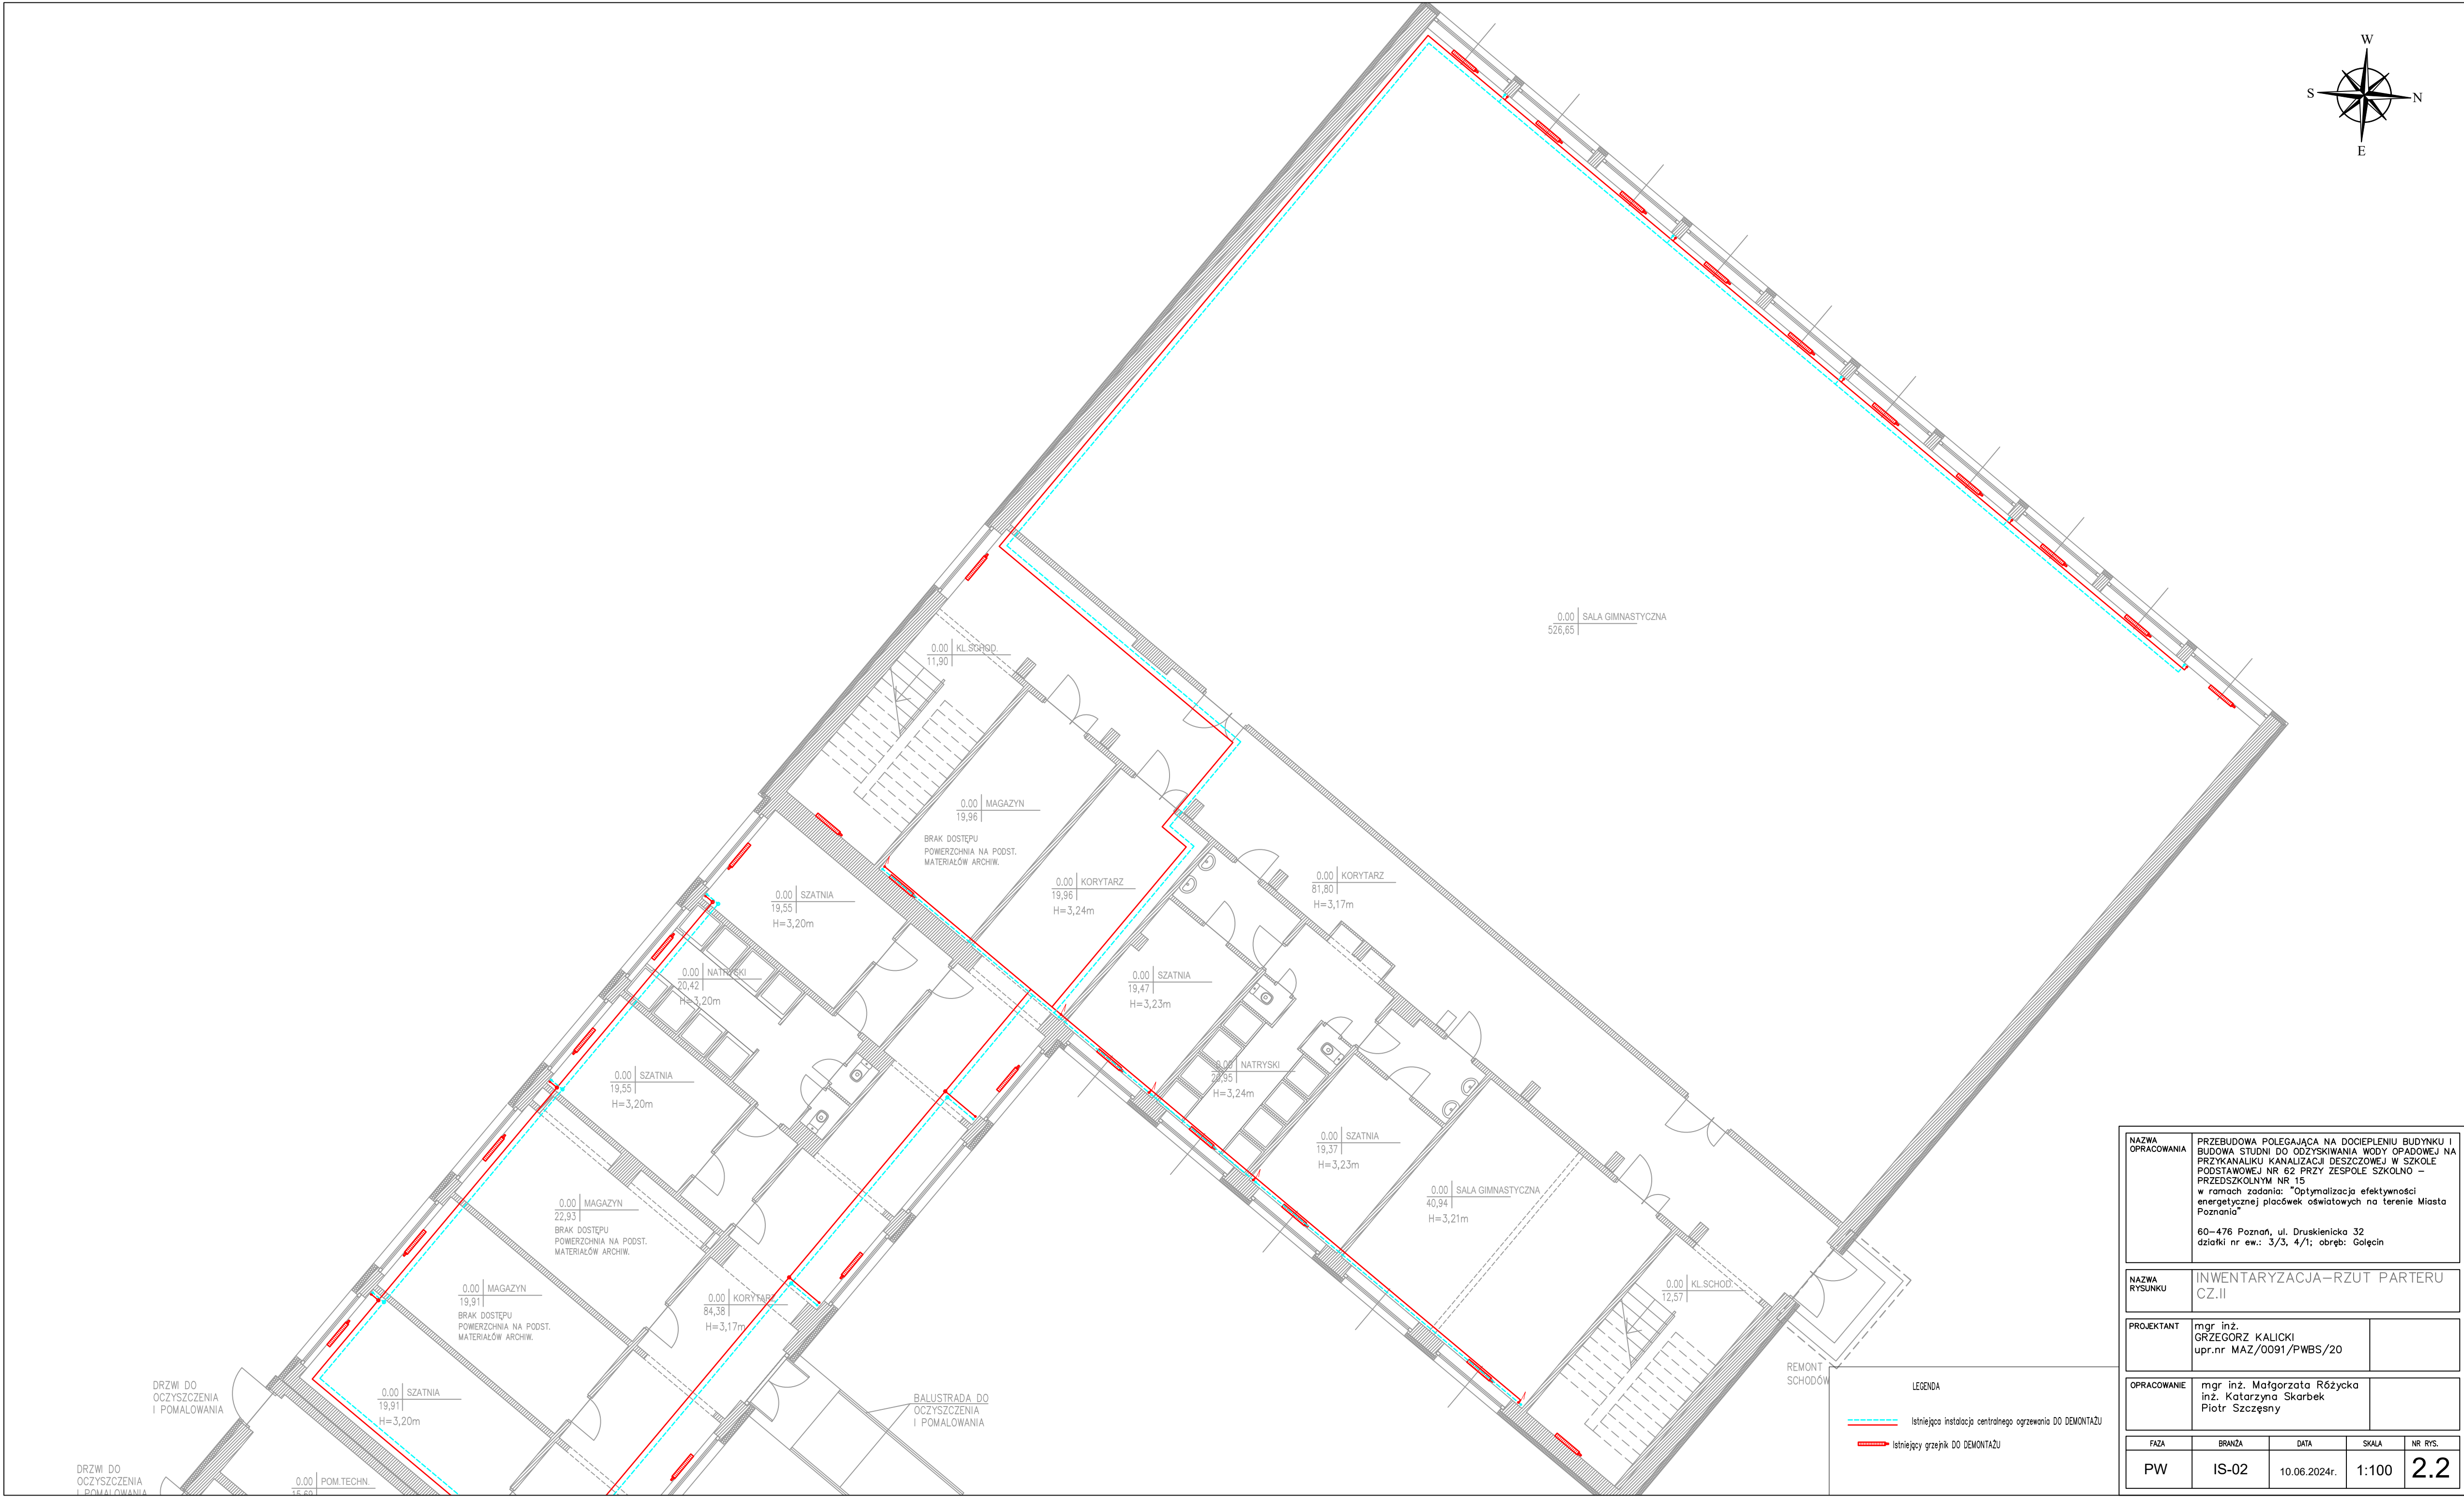 W
S
N
E
0.00 SALA GIMNASTYCZNA
526,65
0.00 KL.SCHOD.
11,90
0.00 MAGAZYN
19,96
BRAK DOSTĘPU
POWIERZCHNIA NA PODST.
MATERIAŁÓW ARCHIW.
0.00 KORYTARZ
19,96
H=3,24m
0.00 KORYTARZ
81,80
H=3,17m
0.00 SZATNIA
19,55
H=3,20m
0.00 NATRYSKI
20,42
H=3,20m
0.00 SZATNIA
19,47
H=3,23m
0.00 SZATNIA
19,55
H=3,20m
0.00 NATRYSKI
H=3,24m
0.00 SZATNIA
19,37
H=3,23m
0.00 SALA GIMNASTYCZNA
40,94
H=3,21m
0.00 MAGAZYN
22,93
BRAK DOSTĘPU
POWIERZCHNIA NA PODST.
MATERIAŁÓW ARCHIW.
0.00 MAGAZYN
19,91
BRAK DOSTĘPU
POWIERZCHNIA NA PODST.
MATERIAŁÓW ARCHIW.
0.00 KORYTARZ
84,38
H=3,17m
0.00 KL.SCHOD.
12,57
0.00 SZATNIA
19,91
H=3,20m
DRZWI DO
OCZYSZCZENIA
I POMALOWANIA
BALUSTRADA DO
OCZYSZCZENIA
I POMALOWANIA
REMONT
SCHODÓW
DRZWI DO
OCZYSZCZENIA
I POMALOWANIA
0.00 POM.TECHN.
15,69
LEGENDA
Istniejąca instalacja centralnego ogrzewania DO DEMONTAŻU
Istniejący grzejnik DO DEMONTAŻU
NAZWA
OPRACOWANIA
PRZEBUDOWA POLEGAJĄCA NA DOCIEPLENIU BUDYNKU I
BUDOWA STUDNI DO ODZYSKIWANIA WODY OPADOWEJ NA
PRZYKANALIKU KANALIZACJI DESZCZOWEJ W SZKOLE
PODSTAWOWEJ NR 62 PRZY ZESPOLE SZKOLNO –
PRZEDSZKOLNYM NR 15
w ramach zadania: "Optymalizacja efektywności
energetycznej placówek oświatowych na terenie Miasta
Poznania"
60-476 Poznań, ul. Druskienicka 32
działki nr ew.: 3/3, 4/1; obręb: Golęcin
NAZWA
RYSUNKU
INWENTARYZACJA-RZUT PARTERU
CZ.II
PROJEKTANT
mgr inż.
GRZEGORZ KALICKI
upr.nr MAZ/0091/PWBS/20
OPRACOWANIE
mgr inż. Małgorzata Różycka
inż. Katarzyna Skarbek
Piotr Szczęsny
FAZA BRANŻA DATA SKALA NR RYS.
PW IS-02 10.06.2024r. 1:100 2.2